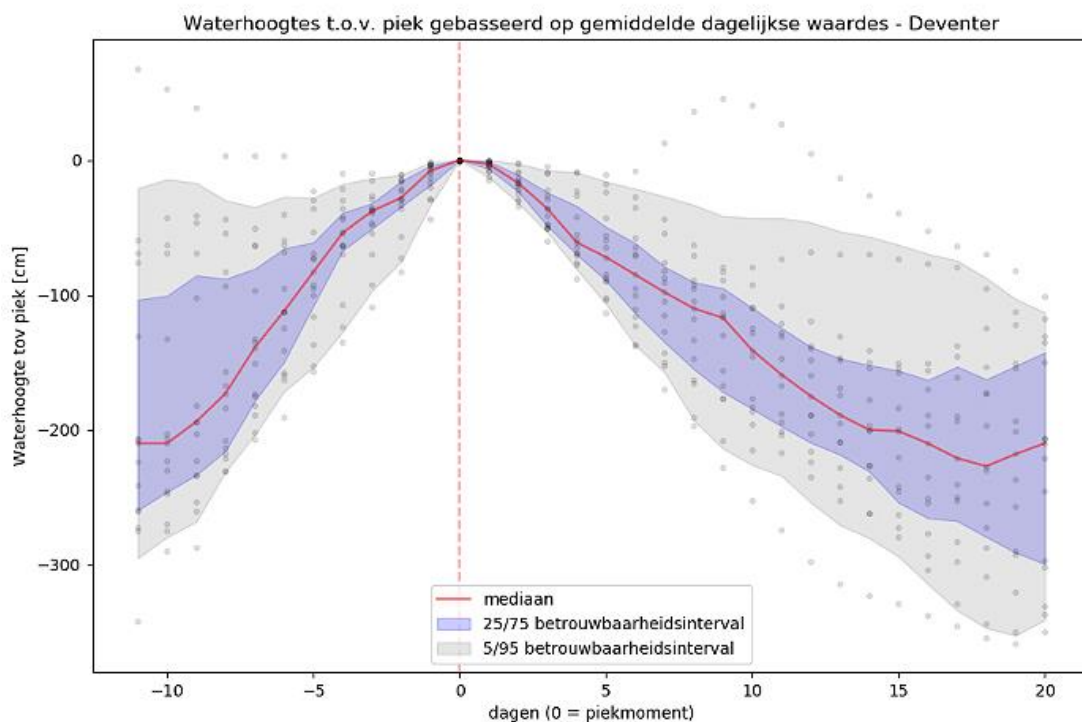 Waterhoogtes t.o.v. piek gebasseerd op gemiddelde dagelijkse waardes - Deventer
Waterhoogte tov piek [cm]
0
−100
−200
−300
mediaan
25/75 betrouwbaarheidsinterval
5/95 betrouwbaarheidsinterval
−10
−5
0
5
10
15
20
dagen (0 = piekmoment)